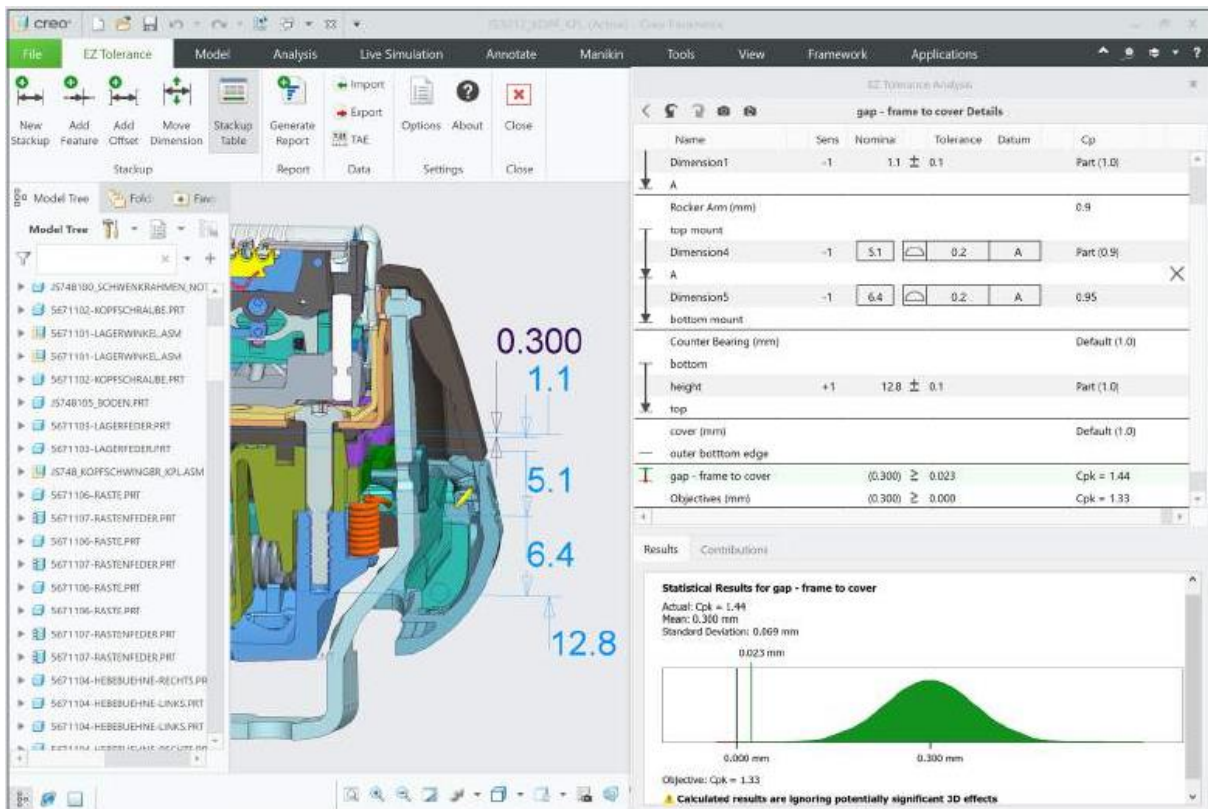 creo
File EZ Tolerance Model Analysis Live Simulation Annotate Manikin Tools View Framework Applications
New Stackup
Add Feature
Add Offset
Move Dimension
Stackup Table
Generate Report
Import
Export
TAE
Options
About
Close
Stackup Report Data Settings Close
Model Tree Fold Favo
Model Tree
JS748100_SCHWENKRAHMEN_NOT
5671102-KOPFSCHRAUBE.PRT
5671101-LAGERWINKEL.ASM
5671101-LAGERWINKEL.ASM
5671102-KOPFSCHRAUBE.PRT
JS748105_BODEN.PRT
5671103-LAGERFEDER.PRT
5671103-LAGERFEDER.PRT
JS748_KOPFSCHWINGER_KPL.ASM
5671106-RASTE.PRT
5671107-RASTENFEDER.PRT
5671106-RASTE.PRT
5671107-RASTENFEDER.PRT
5671106-RASTE.PRT
5671106-RASTE.PRT
5671107-RASTENFEDER.PRT
5671107-RASTENFEDER.PRT
5671104-HEBEBUEHNE-RECHTS.PR
5671104-HEBEBUEHNE-LINKS.PRT
5671104-HEBEBUEHNE-LINKS.PRT
5671104-HEBEBUEHNE-RECHTS.PR
0.300
1.1
5.1
6.4
12.8
EZ Tolerance Analysis
gap - frame to cover Details
Name Sens Nominal Tolerance Datum Cp
Dimension1 -1 1.1 ± 0.1 Part (1.0)
A
Rocker Arm (mm) 0.9
top mount
Dimension4 -1 5.1 0.2 A Part (0.9)
A
Dimension5 -1 6.4 0.2 A 0.95
bottom mount
Counter Bearing (mm) Default (1.0)
bottom
height +1 12.8 ± 0.1 Part (1.0)
top
cover (mm) Default (1.0)
outer botttom edge
gap - frame to cover (0.300) ≥ 0.023 Cpk = 1.44
Objectives (mm) (0.300) ≥ 0.000 Cpk = 1.33
Results Contributions
Statistical Results for gap - frame to cover
Actual: Cpk = 1.44
Mean: 0.300 mm
Standard Deviation: 0.069 mm
0.023 mm
0.000 mm 0.300 mm
Objective: Cpk = 1.33
Calculated results are ignoring potentially significant 3D effects